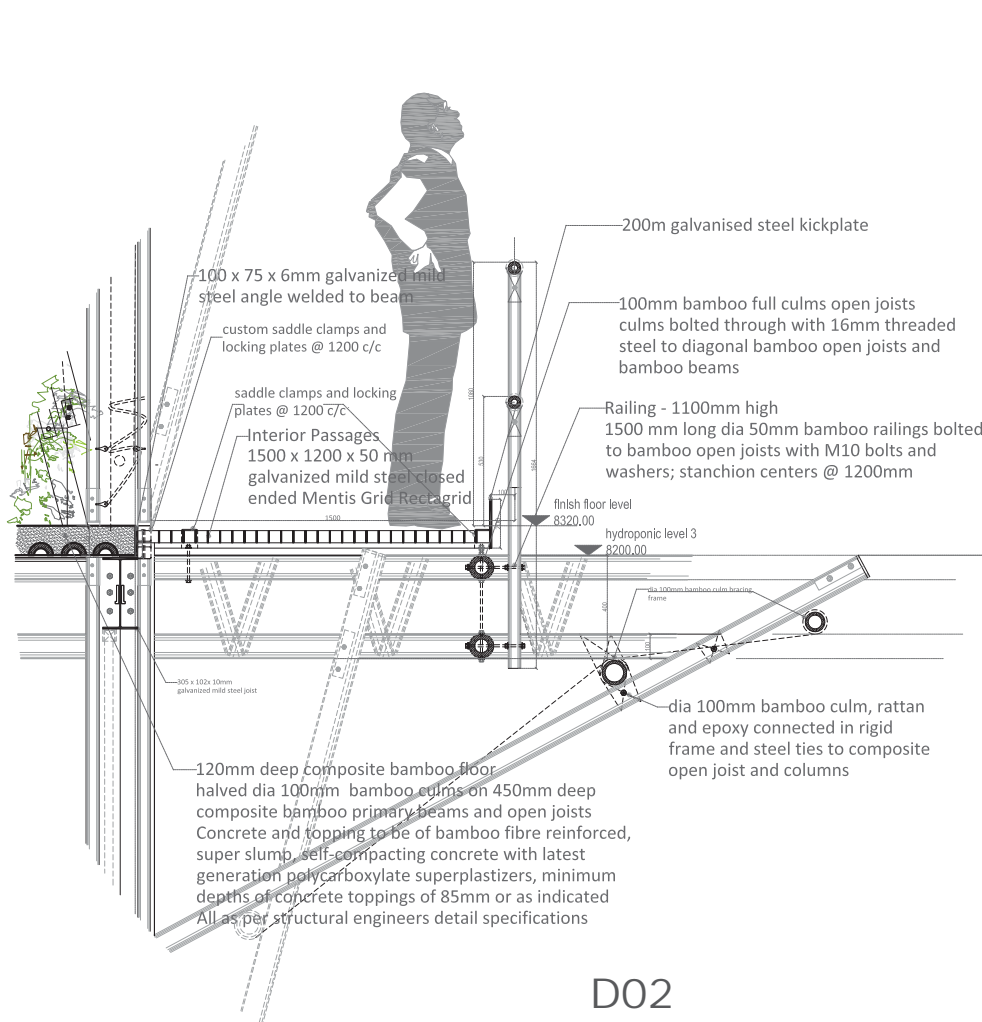 200m galvanised steel kickplate
100 x 75 x 6mm galvanized mild
steel angle welded to beam
100mm bamboo full culms open joists
culms bolted through with 16mm threaded
steel to diagonal bamboo open joists and
bamboo beams
custom saddle clamps and
locking plates @ 1200 c/c
saddle clamps and locking
plates @ 1200 c/c
Railing - 1100mm high
1500 mm long dia 50mm bamboo railings bolted
to bamboo open joists with M10 bolts and
washers; stanchion centers @ 1200mm
Interior Passages
1500 x 1200 x 50 mm
galvanized mild steel closed
ended Mentis Grid Rectagrid
1500
finish floor level
8320.00
hydroponic level 3
8200.00
dia 100mm bamboo culm bracing
frame
400
305 x 102x 10mm
galvanized mild steel joist
dia 100mm bamboo culm, rattan
and epoxy connected in rigid
frame and steel ties to composite
open joist and columns
120mm deep composite bamboo floor
halved dia 100mm bamboo culms on 450mm deep
composite bamboo primary beams and open joists
Concrete and topping to be of bamboo fibre reinforced,
super slump, self-compacting concrete with latest
generation polycarboxylate superplastizers, minimum
depths of concrete toppings of 85mm or as indicated
All as per structural engineers detail specifications
D02